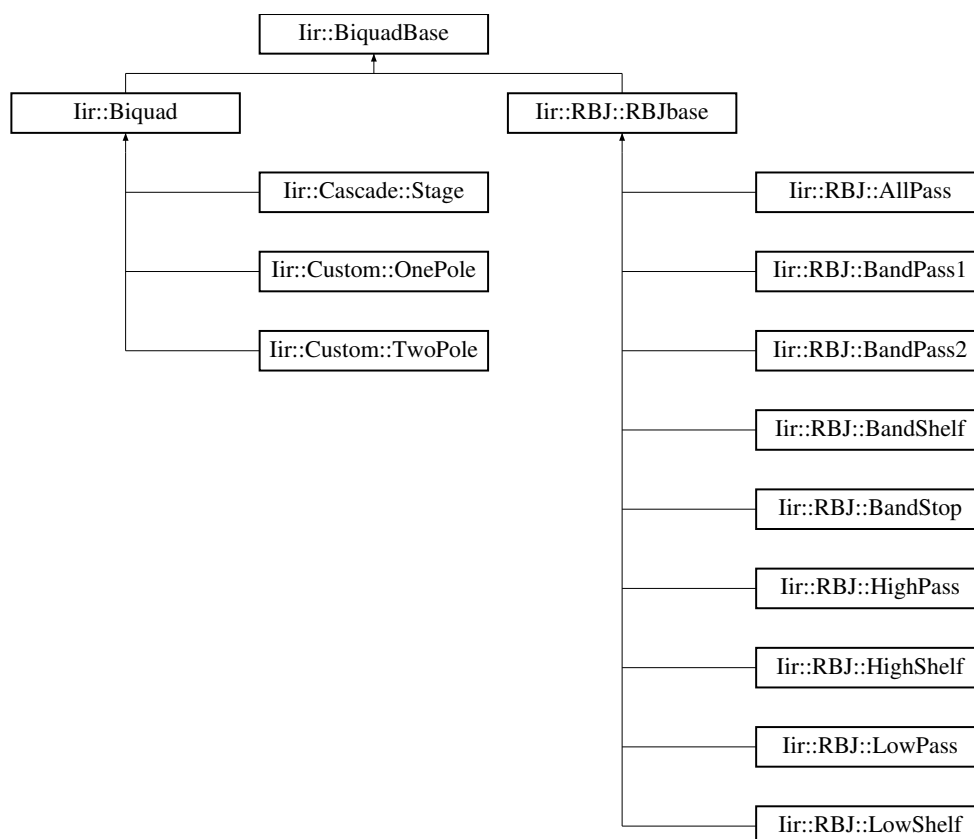 Iir::BiquadBase
Iir::Biquad
Iir::RBJ::RBJbase
Iir::Cascade::Stage
Iir::RBJ::AllPass
Iir::Custom::OnePole
Iir::RBJ::BandPass1
Iir::Custom::TwoPole
Iir::RBJ::BandPass2
Iir::RBJ::BandShelf
Iir::RBJ::BandStop
Iir::RBJ::HighPass
Iir::RBJ::HighShelf
Iir::RBJ::LowPass
Iir::RBJ::LowShelf